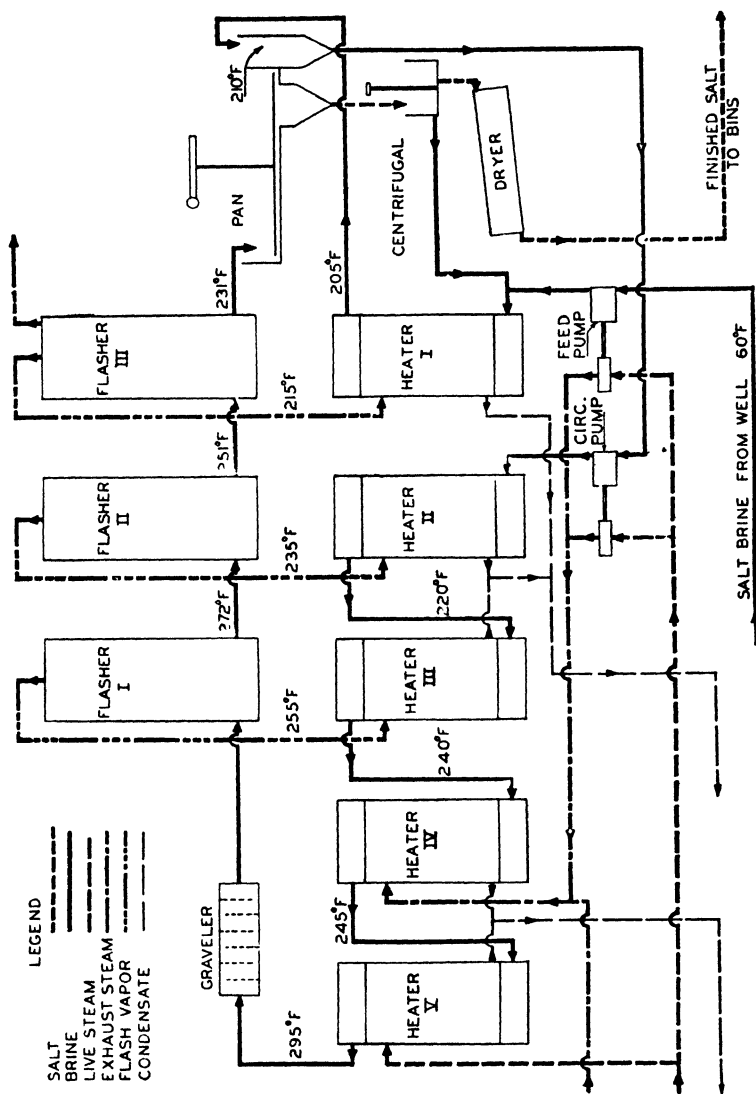 LEGEND
SALT
BRINE
LIVE STEAM
EXHAUST STEAM
FLASH VAPOR
CONDENSATE
GRAVELER
FLASHER
I
FLASHER
II
FLASHER
III
PAN
210°F
231°F
251°F
272°F
295°F
255°F
235°F
215°F
205°F
HEATER
V
HEATER
IV
HEATER
III
HEATER
II
HEATER
I
245°F
240°F
220°F
CENTRIFUGAL
DRYER
CIRC.
PUMP
FEED
PUMP
FINISHED SALT
TO BINS
SALT BRINE FROM WELL 60°F